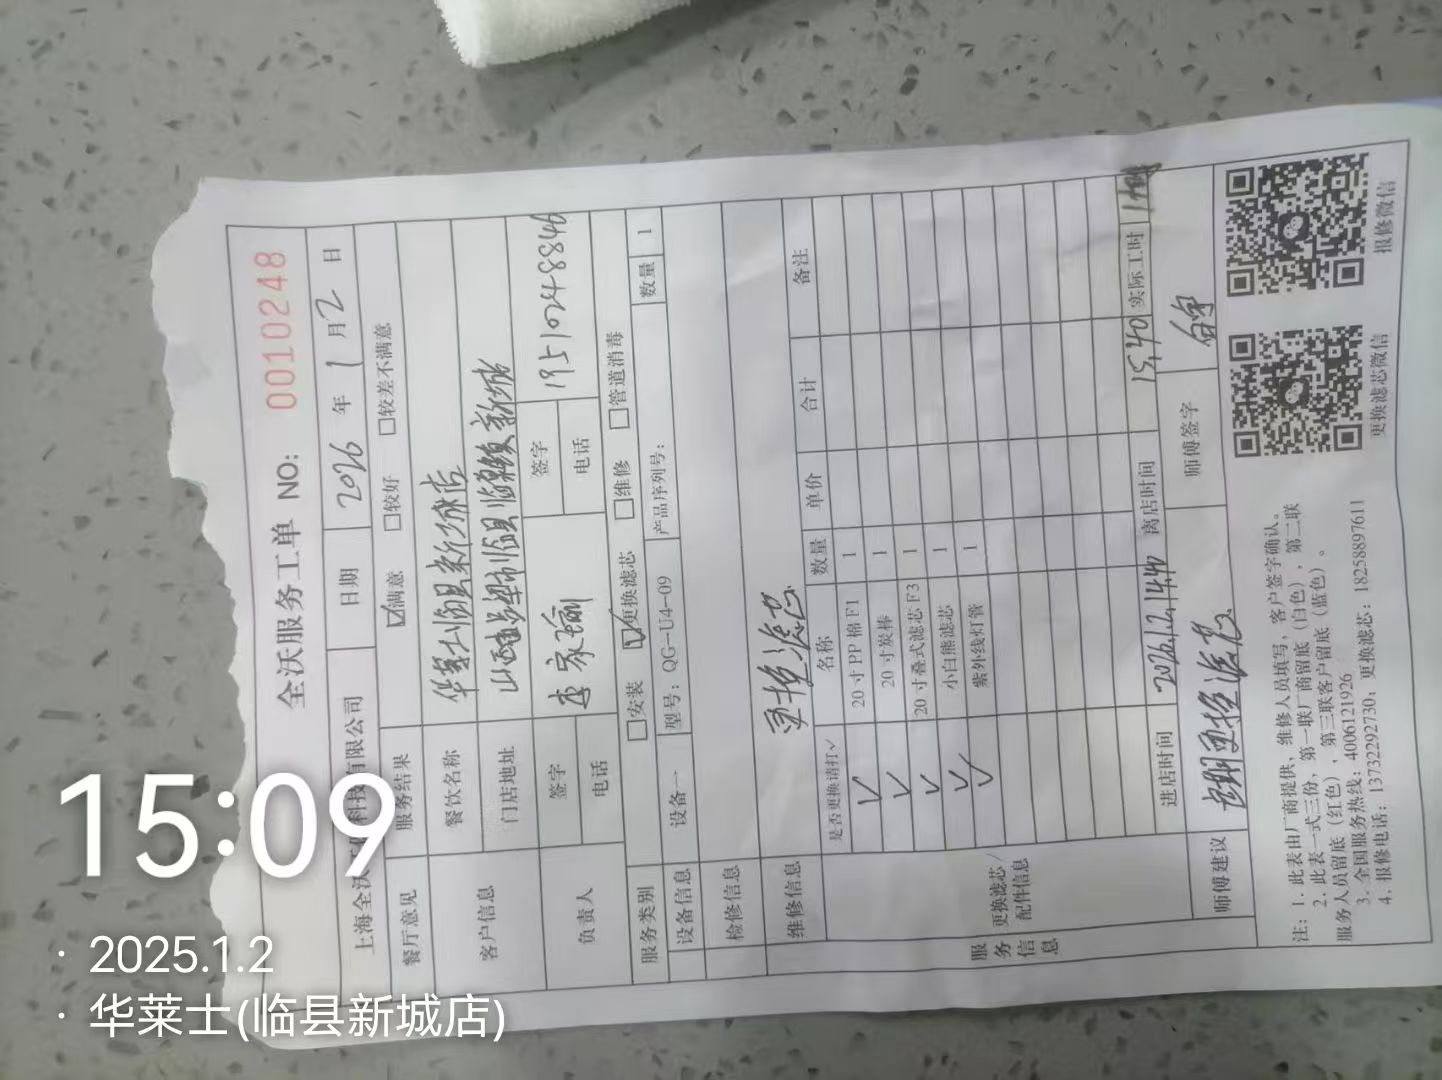 全沃服务工单 NO: 0010248
上海全沃 科技有限公司 日期 2026 年 1 月 2 日
餐厅意见 服务结果 ☑满意 □较好 □较差不满意
客户信息 餐饮名称 华莱士临县新城店
门店地址 山西省 临县 新城
负责人 签字 李家瑜 签字
电话 电话 19510248846
服务类别 □安装 ☑更换滤芯 □维修 □管道消毒
设备信息 设备一 型号：QG-U4-09 产品序列号： 数量 1
检修信息
维修信息 更换滤芯
服务信息 更换滤芯/配件信息 是否更换请打✓ 名称 数量 单价 合计 备注
✓ 20寸PP棉F1 1
✓ 20寸炭棒 1
✓ 20寸叠式滤芯F3 1
✓ 小白熊滤芯 1
✓ 紫外线灯管 1
进店时间 2026.1.2.14:40 离店时间 15:40 实际工时 1小时
师傅建议 定期更换滤芯 师傅签字
注：1、此表由厂商提供，维修人员填写，客户签字确认。
2、此表一式三份，第一联厂商留底（白色），第二联
服务人员留底（红色），第三联客户留底（蓝色）。
3、全国服务热线：4006121926
4、报修电话：13732292730；更换滤芯：18258897611
更换滤芯微信 报修微信
15:09
· 2025.1.2
· 华莱士(临县新城店)